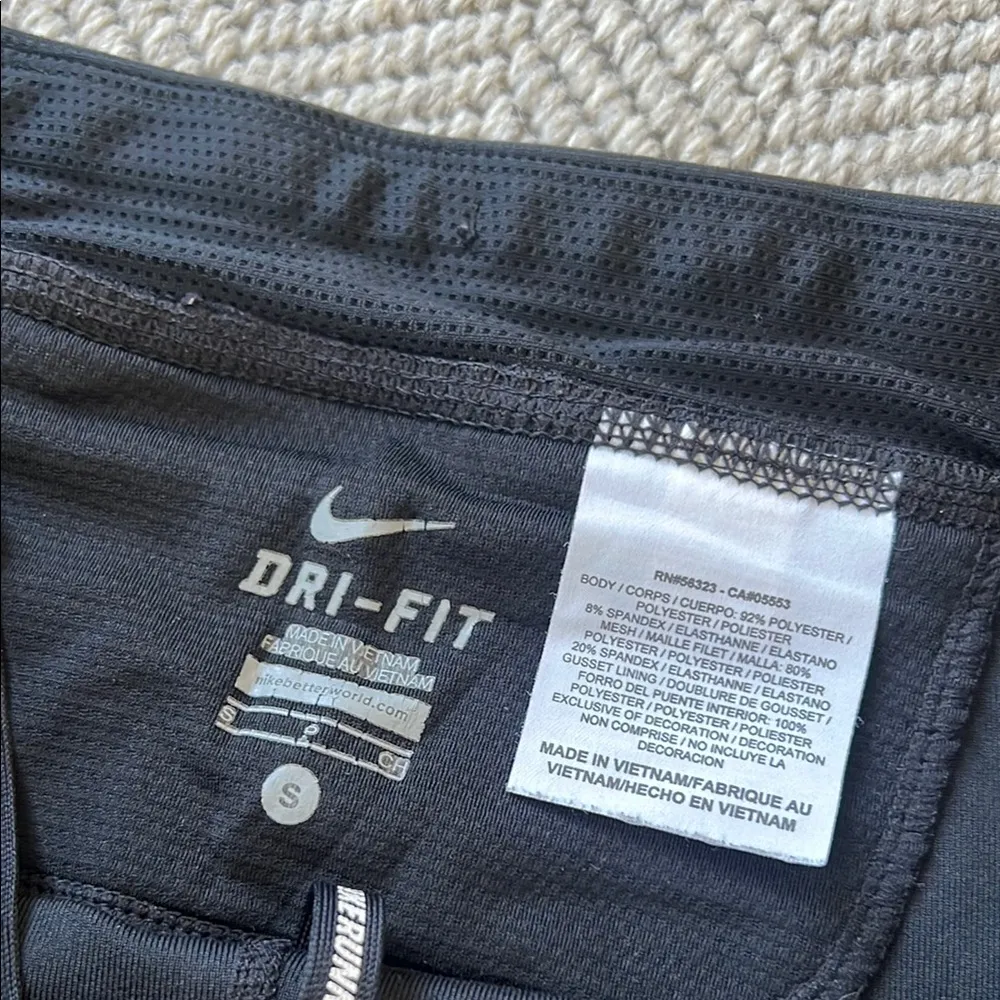 DRI-FIT
MADE IN VIETNAM
FABRIQUE AU VIETNAM
nikebetterworld.com
S P CH
S
RN#56323 - CA#05553
BODY / CORPS / CUERPO: 92% POLYESTER /
POLYESTER / POLIESTER
8% SPANDEX / ELASTHANNE / ELASTANO
MESH / MAILLE FILET / MALLA: 80%
POLYESTER / POLYESTER / POLIESTER
20% SPANDEX / ELASTHANNE / ELASTANO
GUSSET LINING / DOUBLURE DE GOUSSET /
FORRO DEL PUENTE INTERIOR: 100%
POLYESTER / POLYESTER / POLIESTER
EXCLUSIVE OF DECORATION / DECORATION
NON COMPRISE / NO INCLUYE LA
DECORACION
MADE IN VIETNAM/FABRIQUE AU
VIETNAM/HECHO EN VIETNAM